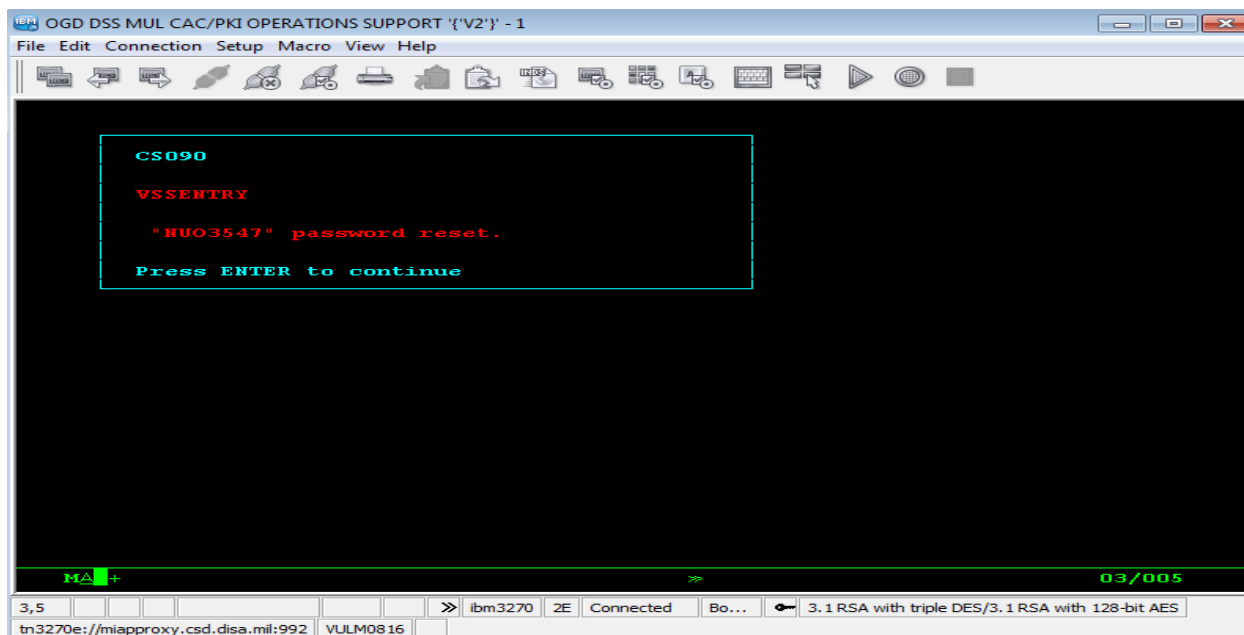 IBM OGD DSS MUL CAC/PKI OPERATIONS SUPPORT '{'V2'}' - 1
File Edit Connection Setup Macro View Help
CS090
VSSENTRY
"NUO3547" password reset.
Press ENTER to continue
MA + » 03/005
3,5 » ibm3270 2E Connected Bo... 3.1 RSA with triple DES/3.1 RSA with 128-bit AES
tn3270e://miapproxy.csd.disa.mil:992 VULM0816